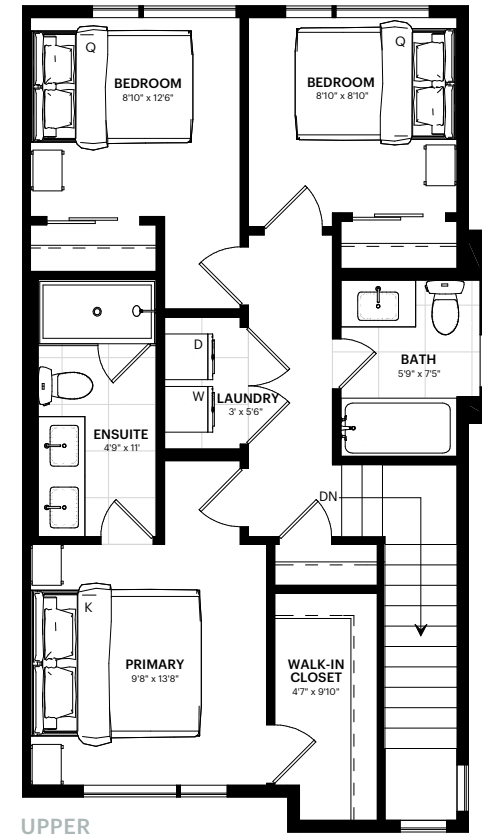 Q
BEDROOM
8'10" x 12'6"
Q
BEDROOM
8'10" x 8'10"
D
W
LAUNDRY
3' x 5'6"
BATH
5'9" x 7'5"
ENSUITE
4'9" x 11'
DN
K
PRIMARY
9'8" x 13'8"
WALK-IN
CLOSET
4'7" x 9'10"
UPPER